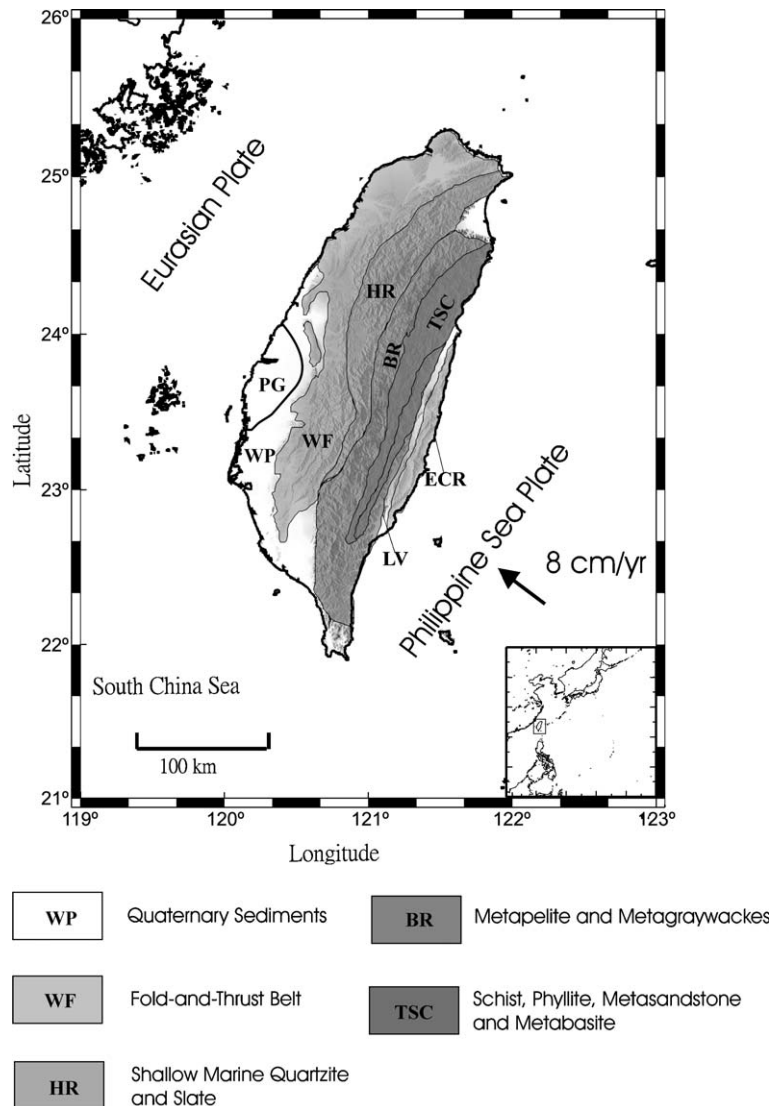 26°
25°
24°
23°
22°
21°
119°
120°
121°
122°
123°
Latitude
Longitude
Eurasian Plate
Philippine Sea Plate
8 cm/yr
HR
TSC
BR
PG
WF
WP
ECR
LV
South China Sea
100 km
WP Quaternary Sediments
BR Metapelite and Metagraywackes
WF Fold-and-Thrust Belt
TSC Schist, Phyllite, Metasandstone
and Metabasite
HR Shallow Marine Quartzite
and Slate